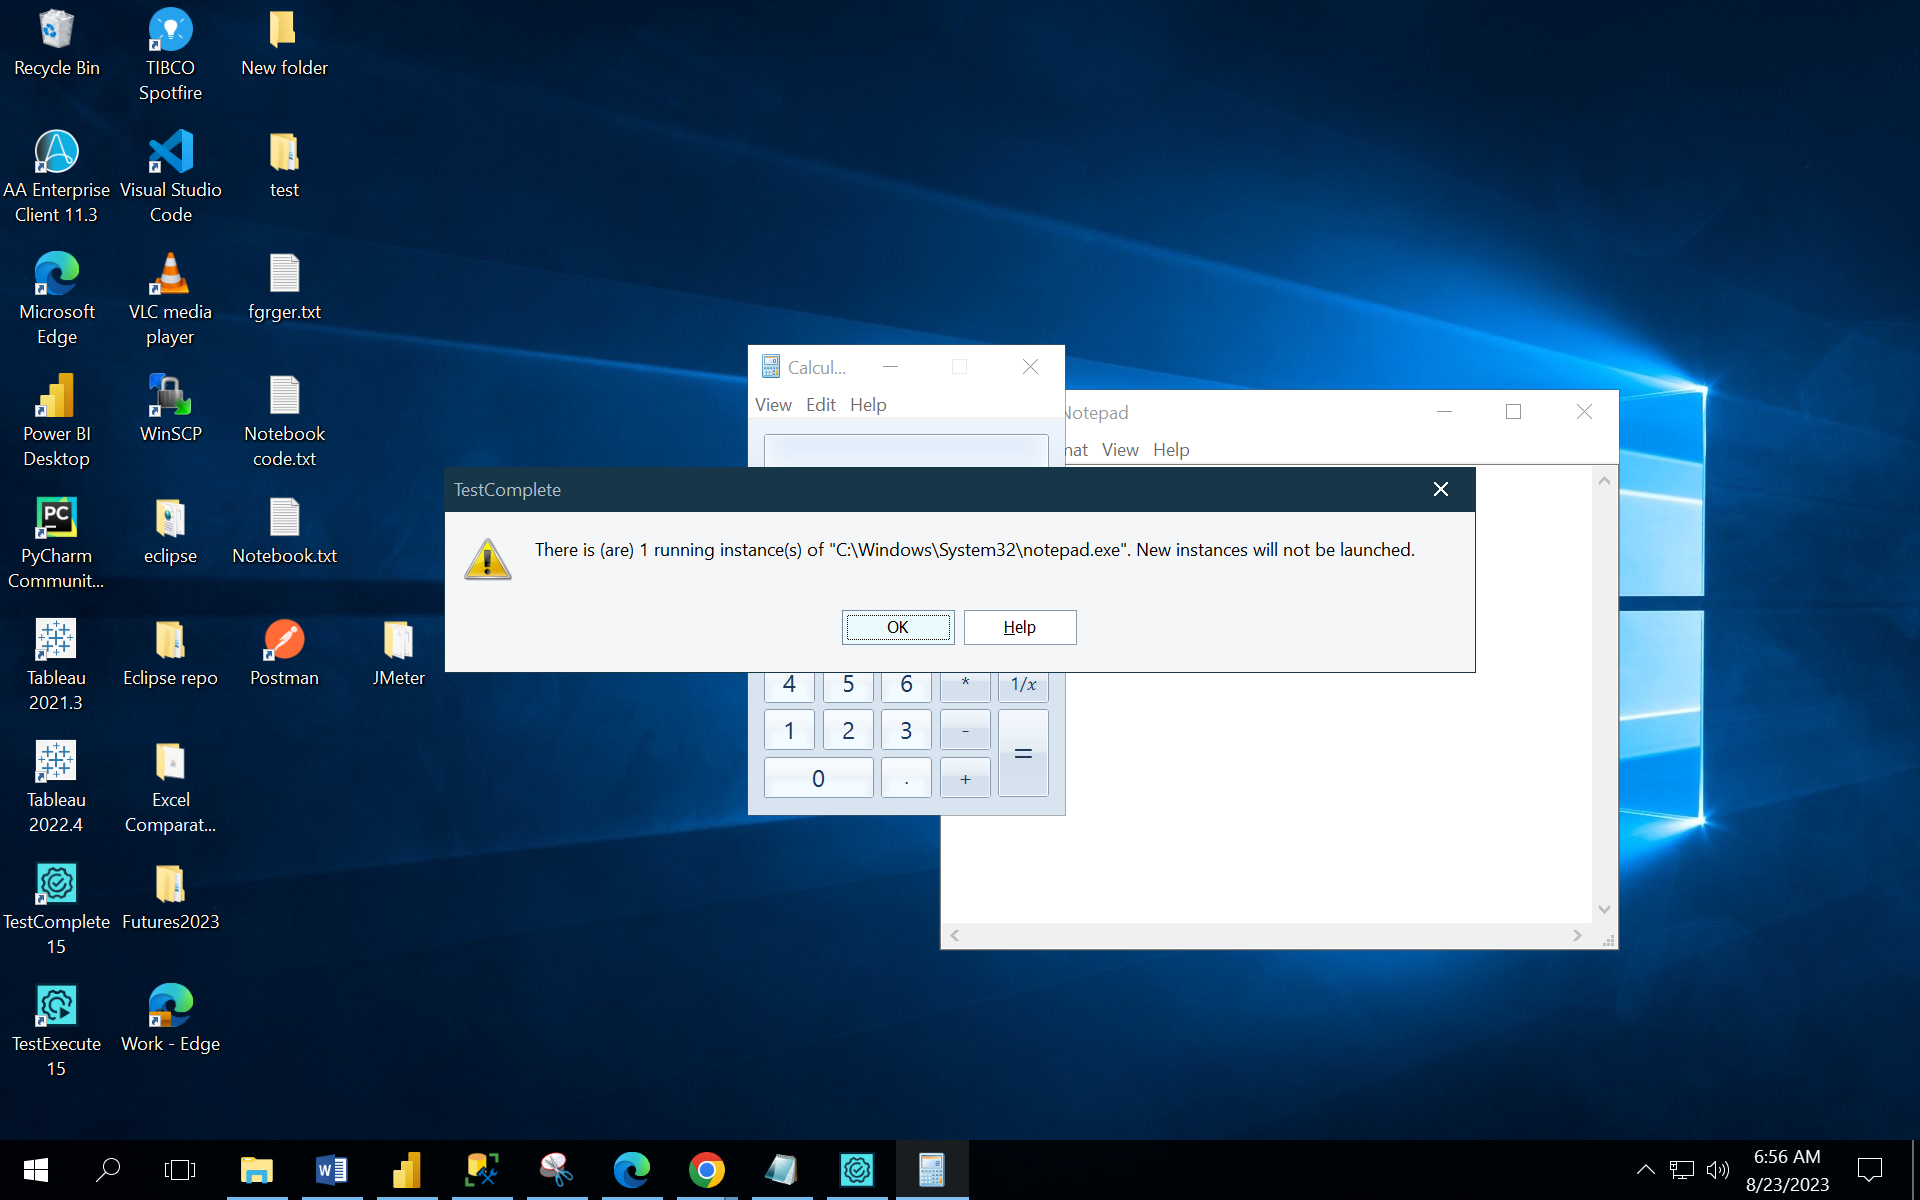 Recycle Bin
TIBCO
Spotfire
New folder
AA Enterprise
Client 11.3
Visual Studio
Code
test
Microsoft
Edge
VLC media
player
fgrger.txt
Power BI
Desktop
WinSCP
Notebook
code.txt
PyCharm
Communit...
eclipse
Notebook.txt
Tableau
2021.3
Eclipse repo
Postman
JMeter
Tableau
2022.4
Excel
Comparat...
TestComplete
15
Futures2023
TestExecute
15
Work - Edge
Calcul...
View Edit Help
Notepad
mat View Help
TestComplete
There is (are) 1 running instance(s) of "C:\Windows\System32\notepad.exe". New instances will not be launched.
OK Help
4 5 6 * 1/x
1 2 3 - =
0 . +
PC
W
6:56 AM
8/23/2023